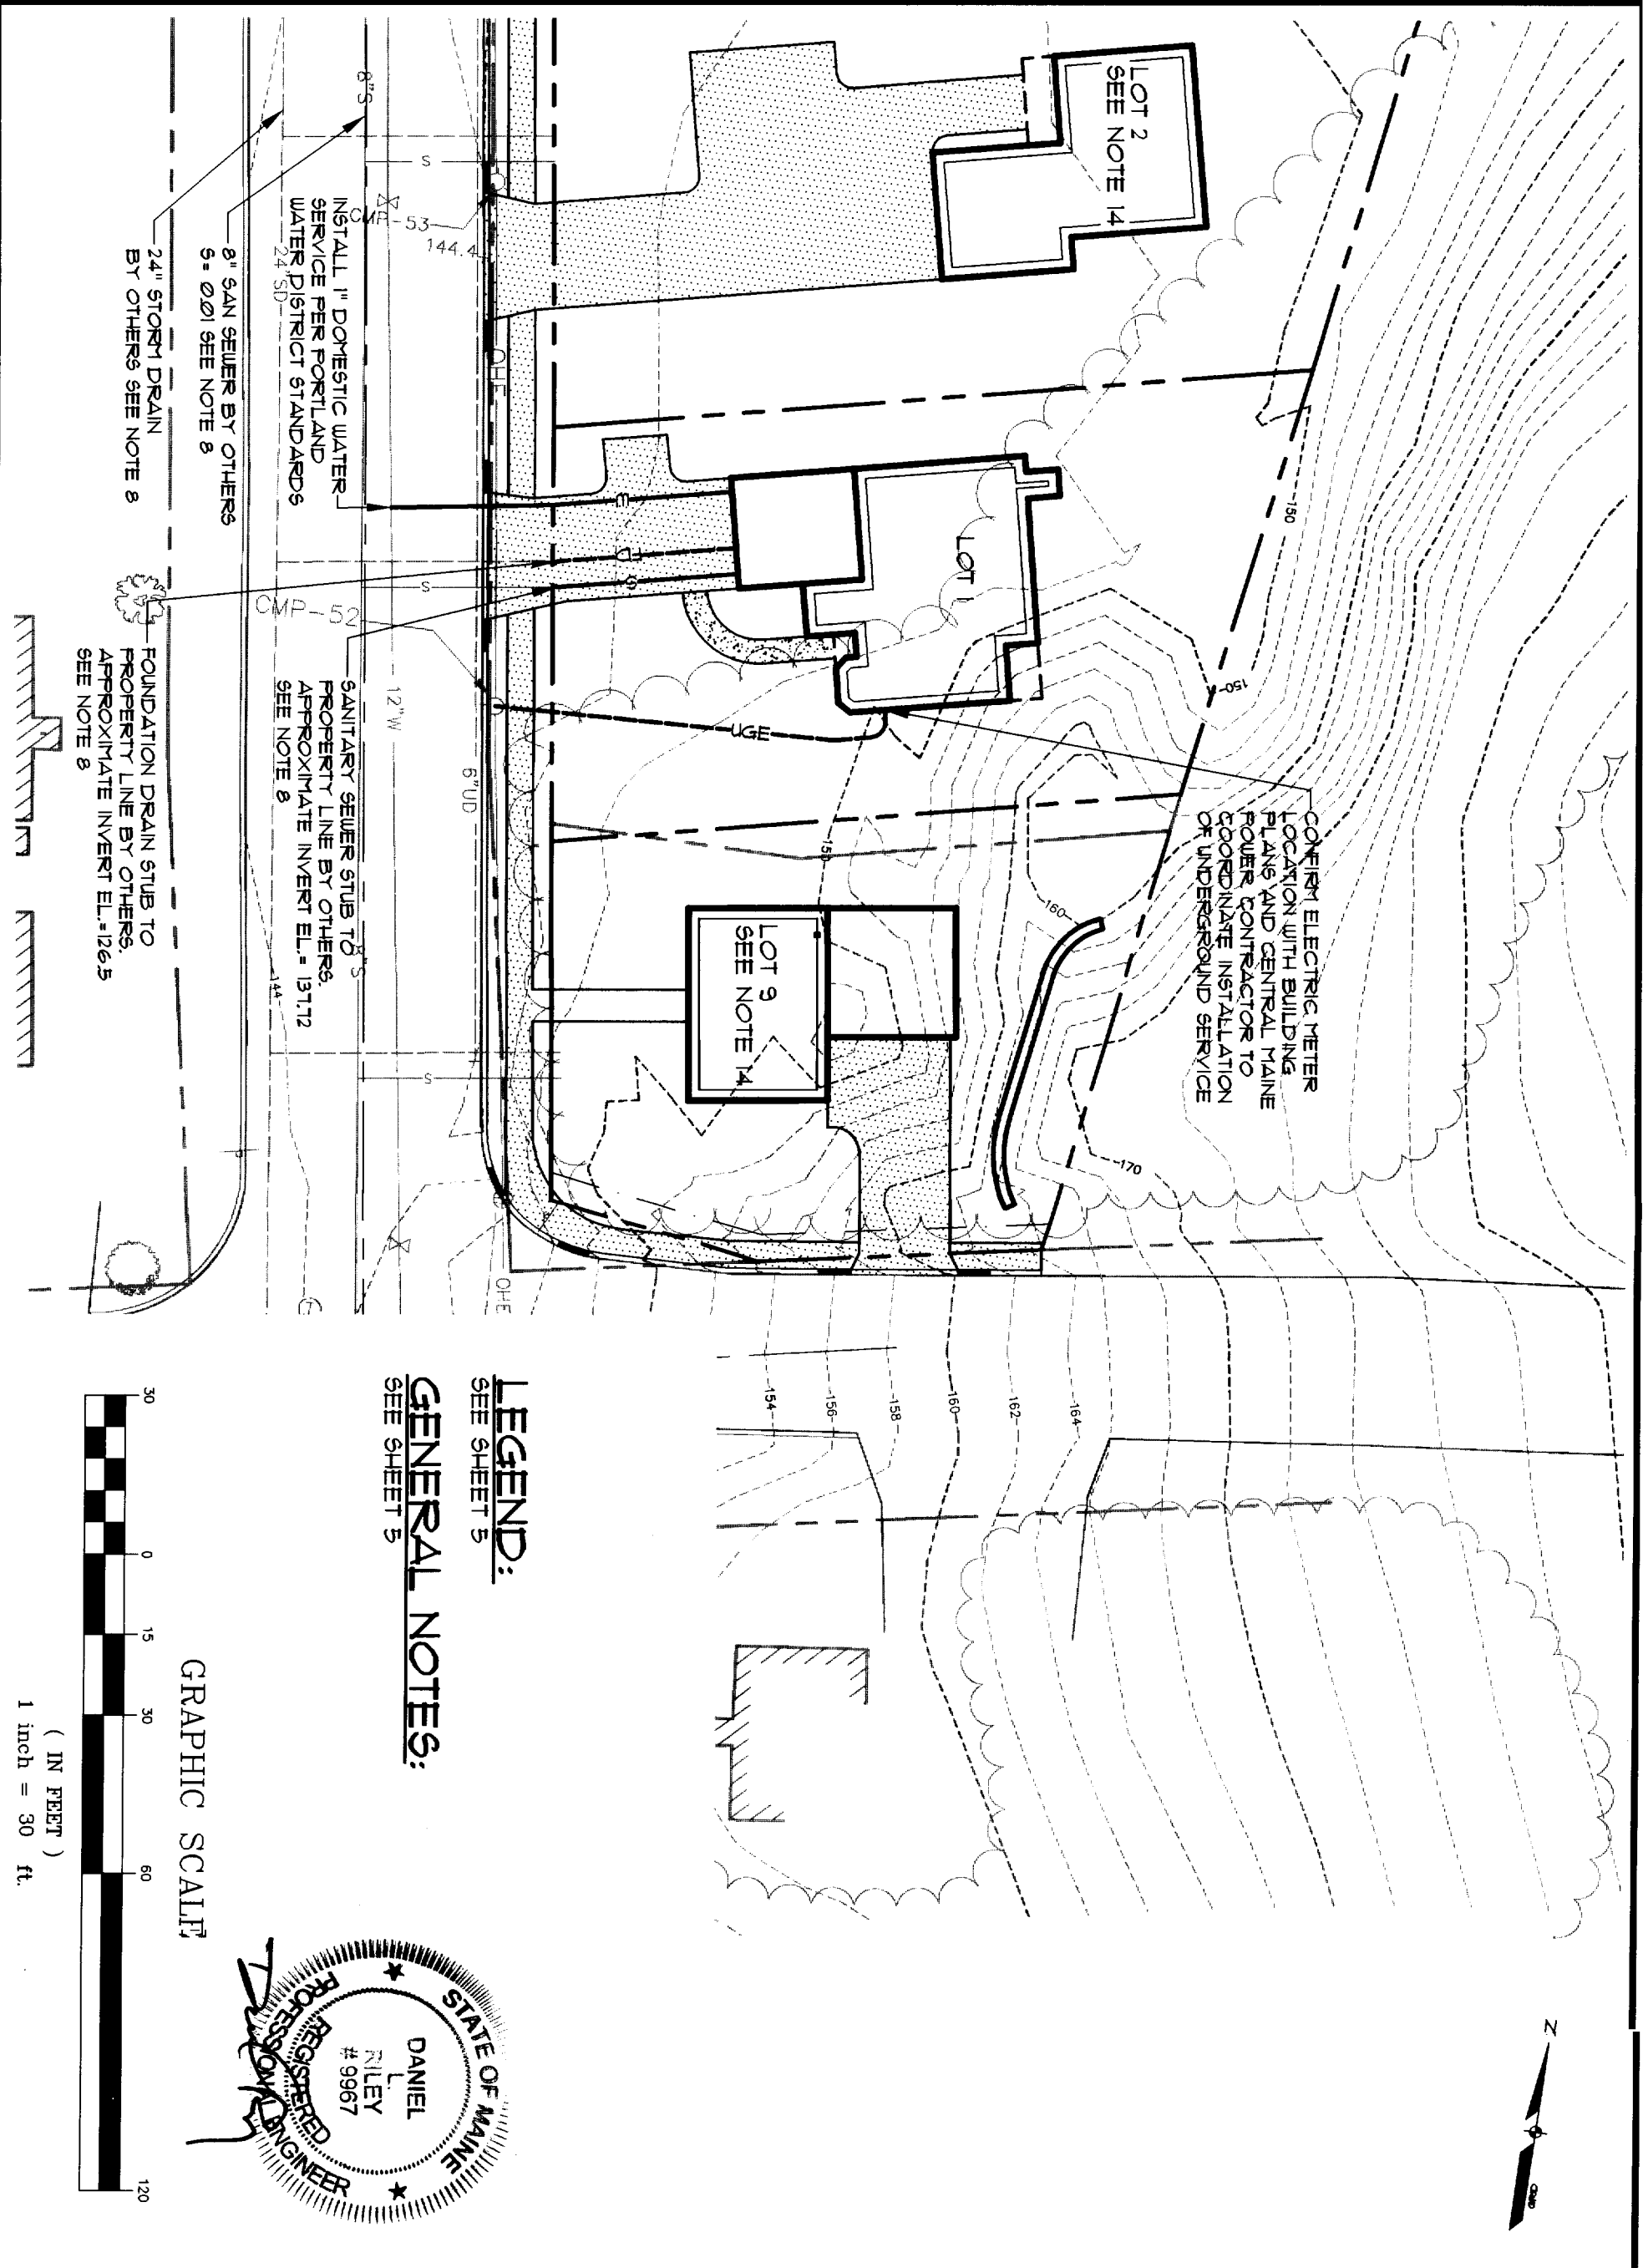 LOT 2
SEE NOTE 14
LOT 1
LOT 9
SEE NOTE 14
CONFIRM ELECTRIC METER
LOCATION WITH BUILDING
PLANS AND CENTRAL MAINE
POWER. CONTRACTOR TO
COORDINATE INSTALLATION
OF UNDERGROUND SERVICE
INSTALL 1" DOMESTIC WATER
SERVICE PER PORTLAND
WATER DISTRICT STANDARDS
8" SAN SEWER BY OTHERS
S= 0.01 SEE NOTE 8
24" STORM DRAIN
BY OTHERS SEE NOTE 8
SANITARY SEWER STUB TO
PROPERTY LINE BY OTHERS.
APPROXIMATE INVERT EL.= 137.72
SEE NOTE 8
FOUNDATION DRAIN STUB TO
PROPERTY LINE BY OTHERS.
APPROXIMATE INVERT EL.=126.5
SEE NOTE 8
CMP-53
144.4
CMP-52
8"S
8"S
24"SD
12"W
6"UD
OHE
OHE
UGE
W
FD
S
S
S
S
144
150
150
150
160
170
154
156
158
160
162
164
LEGEND:
SEE SHEET 5
GENERAL NOTES:
SEE SHEET 5
GRAPHIC SCALE
30
0
15
30
60
120
( IN FEET )
1 inch = 30 ft.
STATE OF MAINE
DANIEL
L.
RILEY
#9967
REGISTERED
PROFESSIONAL ENGINEER
N